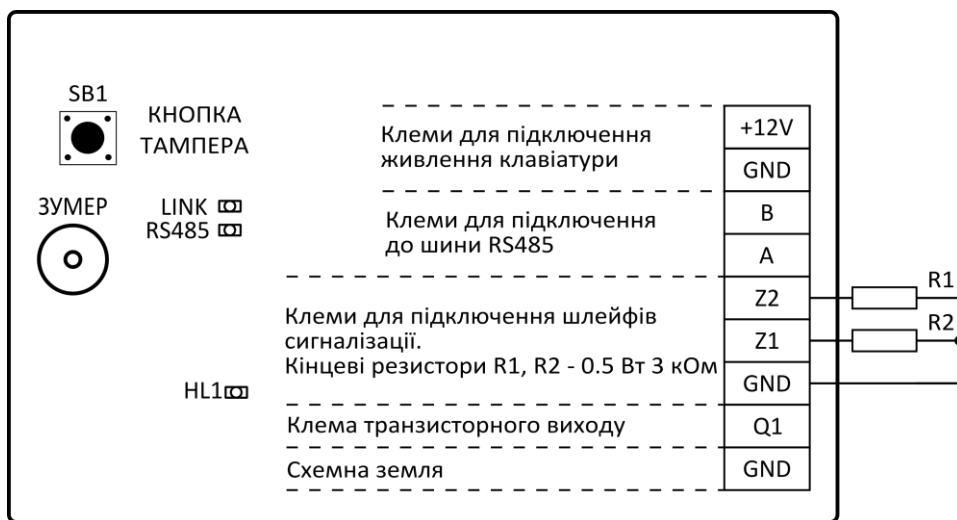 SB1
КНОПКА
ТАМПЕРА
ЗУМЕР
LINK
RS485
HL1
Клеми для підключення
живлення клавіатури
Клеми для підключення
до шини RS485
Клеми для підключення шлейфів
сигналізації.
Кінцеві резистори R1, R2 - 0.5 Вт 3 кОм
Клема транзисторного виходу
Схемна земля
+12V
GND
B
A
Z2
Z1
GND
Q1
GND
R1
R2